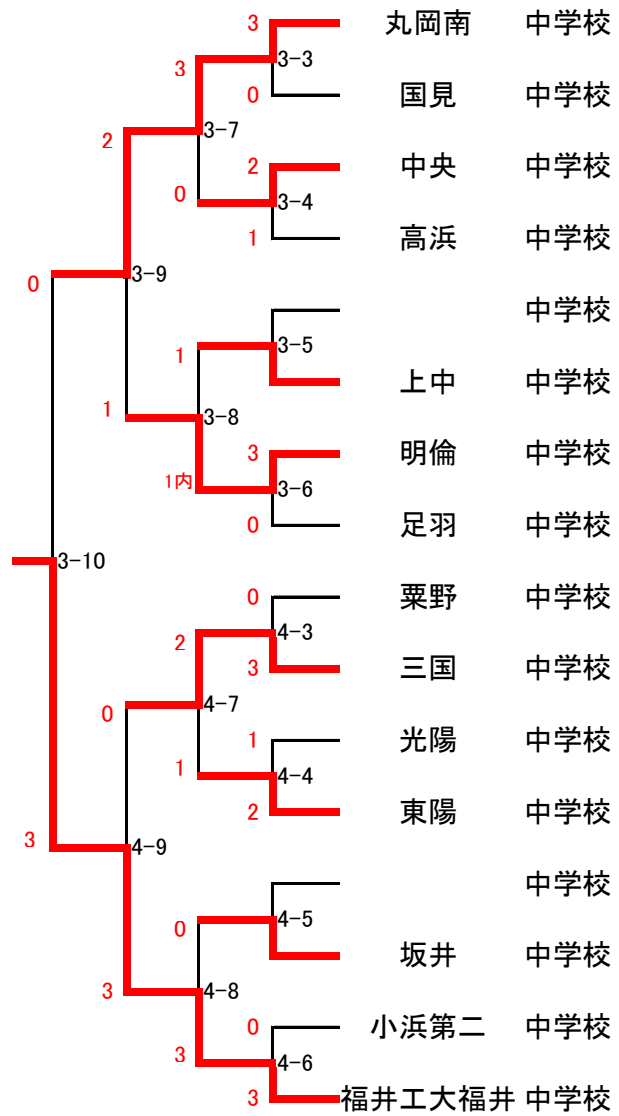 3 丸岡南 中学校
3 3-3
0 国見 中学校
2 3-7
2 中央 中学校
0 3-4
1 高浜 中学校
0 3-9
中学校
1 3-5
上中 中学校
1 3-8
3 明倫 中学校
1内 3-6
0 足羽 中学校
3-10
0 粟野 中学校
2 4-3
3 三国 中学校
0 4-7
1 光陽 中学校
1 4-4
2 東陽 中学校
3 4-9
中学校
0 4-5
坂井 中学校
3 4-8
0 小浜第二 中学校
3 4-6
3 福井工大福井 中学校